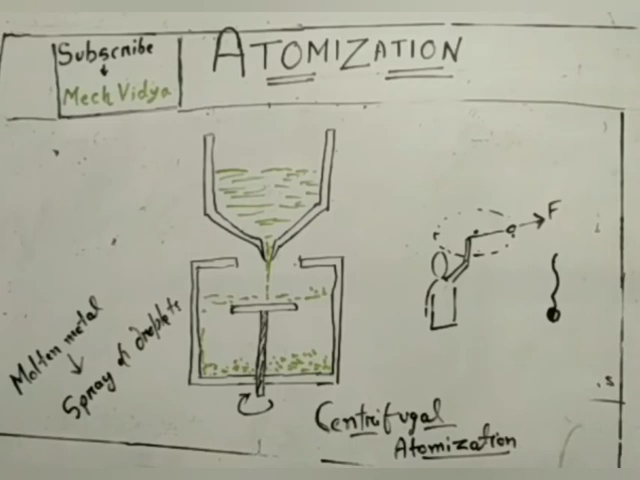 Subscribe
Mech Vidya
ATOMIZATION
F
Molten metal
Spray of droplets
Centrifugal
Atomization